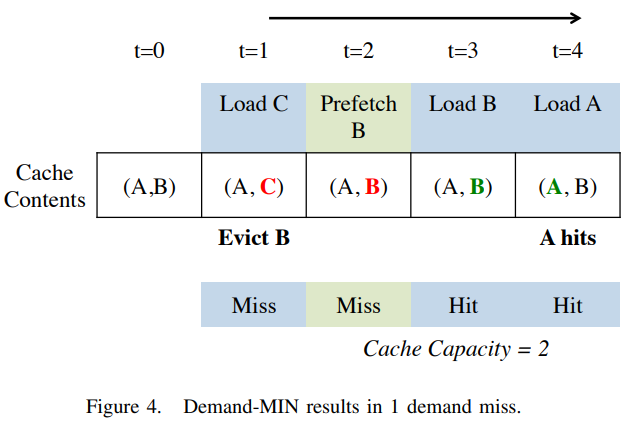 t=0 t=1 t=2 t=3 t=4
Load C Prefetch B Load B Load A
Cache Contents (A,B) (A, C) (A, B) (A, B) (A, B)
Evict B A hits
Miss Miss Hit Hit
Cache Capacity = 2
Figure 4. Demand-MIN results in 1 demand miss.